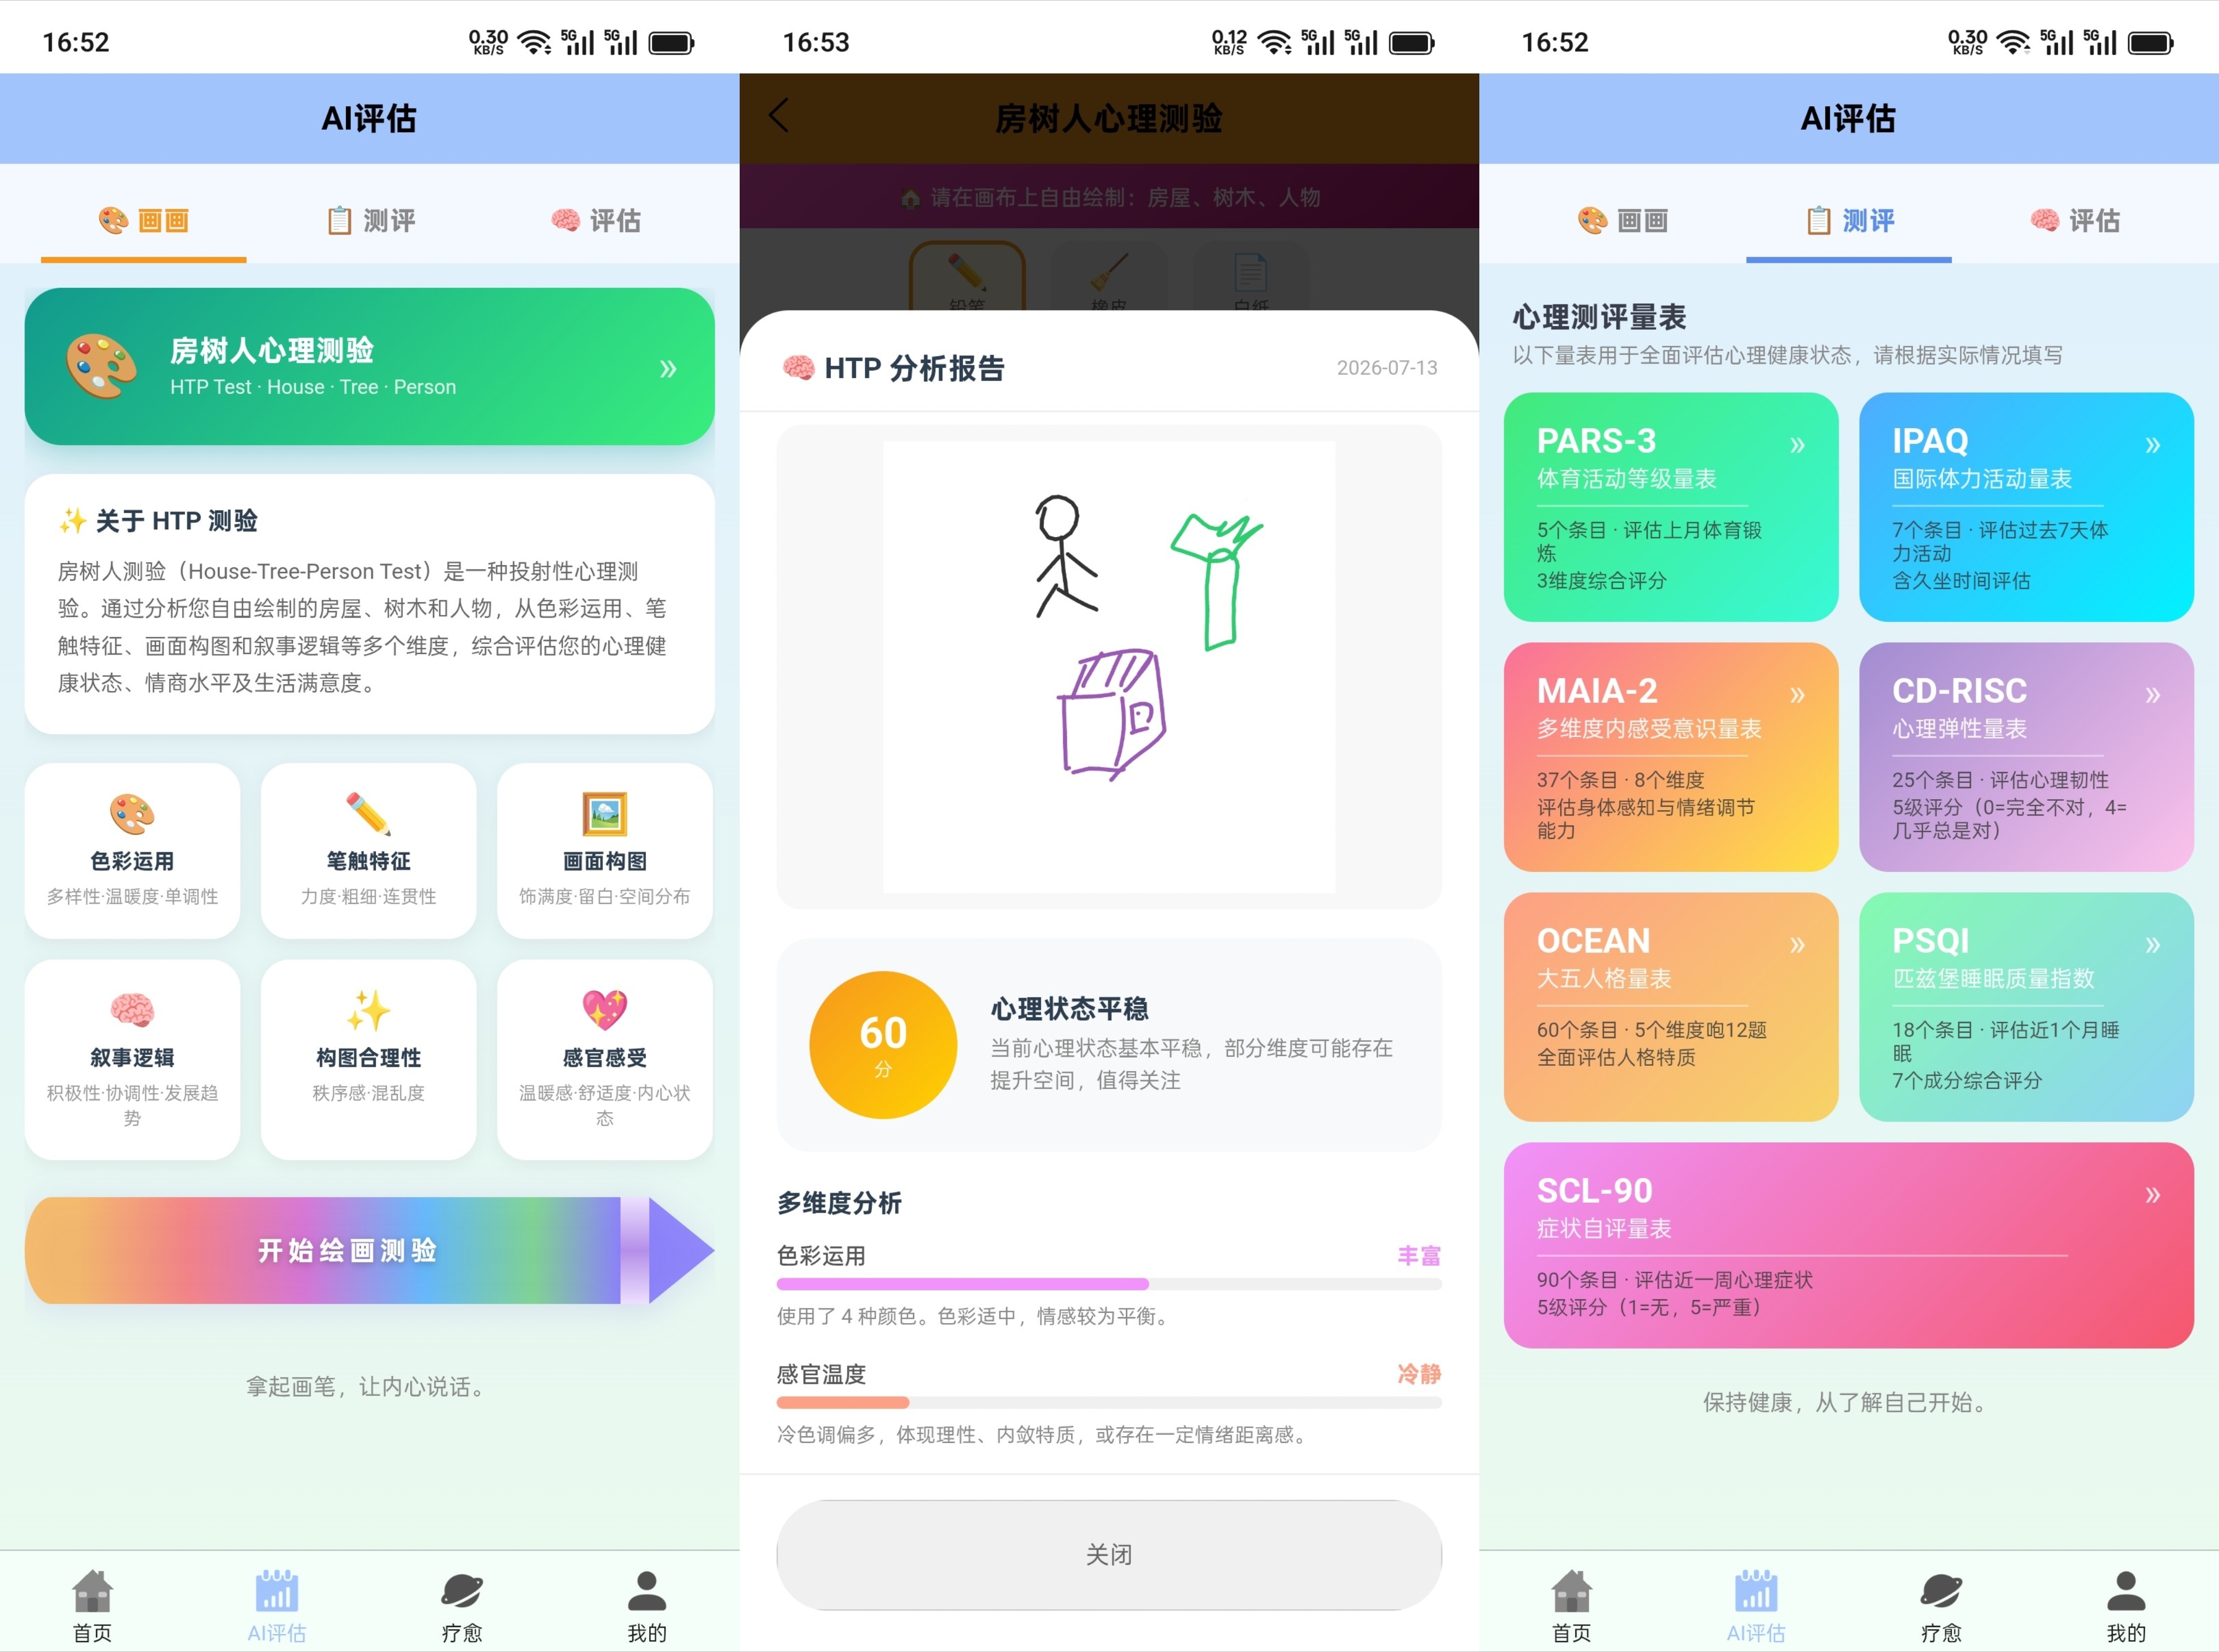 16:52
0.30 KB/S 5G 5G
AI评估
🎨 画画
📋 测评
🧠 评估
房树人心理测验
HTP Test · House · Tree · Person
»
✨ 关于 HTP 测验
房树人测验（House-Tree-Person Test）是一种投射性心理测
验。通过分析您自由绘制的房屋、树木和人物，从色彩运用、笔
触特征、画面构图和叙事逻辑等多个维度，综合评估您的心理健
康状态、情商水平及生活满意度。
色彩运用
多样性·温暖度·单调性
笔触特征
力度·粗细·连贯性
画面构图
饰满度·留白·空间分布
叙事逻辑
积极性·协调性·发展趋
势
构图合理性
秩序感·混乱度
感官感受
温暖感·舒适度·内心状
态
开始绘画测验
拿起画笔，让内心说话。
首页
AI评估
疗愈
我的
16:53
0.12 KB/S 5G 5G
房树人心理测验
🏠 请在画布上自由绘制：房屋、树木、人物
铅笔
橡皮
白纸
🧠 HTP 分析报告
2026-07-13
60
分
心理状态平稳
当前心理状态基本平稳，部分维度可能存在
提升空间，值得关注
多维度分析
色彩运用
丰富
使用了 4 种颜色。色彩适中，情感较为平衡。
感官温度
冷静
冷色调偏多，体现理性、内敛特质，或存在一定情绪距离感。
关闭
16:52
0.30 KB/S 5G 5G
AI评估
🎨 画画
📋 测评
🧠 评估
心理测评量表
以下量表用于全面评估心理健康状态，请根据实际情况填写
PARS-3
»
体育活动等级量表
5个条目 · 评估上月体育锻
炼
3维度综合评分
IPAQ
»
国际体力活动量表
7个条目 · 评估过去7天体
力活动
含久坐时间评估
MAIA-2
»
多维度内感受意识量表
37个条目 · 8个维度
评估身体感知与情绪调节
能力
CD-RISC
»
心理弹性量表
25个条目 · 评估心理韧性
5级评分（0=完全不对，4=
几乎总是对）
OCEAN
»
大五人格量表
60个条目 · 5个维度咆12题
全面评估人格特质
PSQI
»
匹兹堡睡眠质量指数
18个条目 · 评估近1个月睡
眠
7个成分综合评分
SCL-90
»
症状自评量表
90个条目 · 评估近一周心理症状
5级评分（1=无，5=严重）
保持健康，从了解自己开始。
首页
AI评估
疗愈
我的